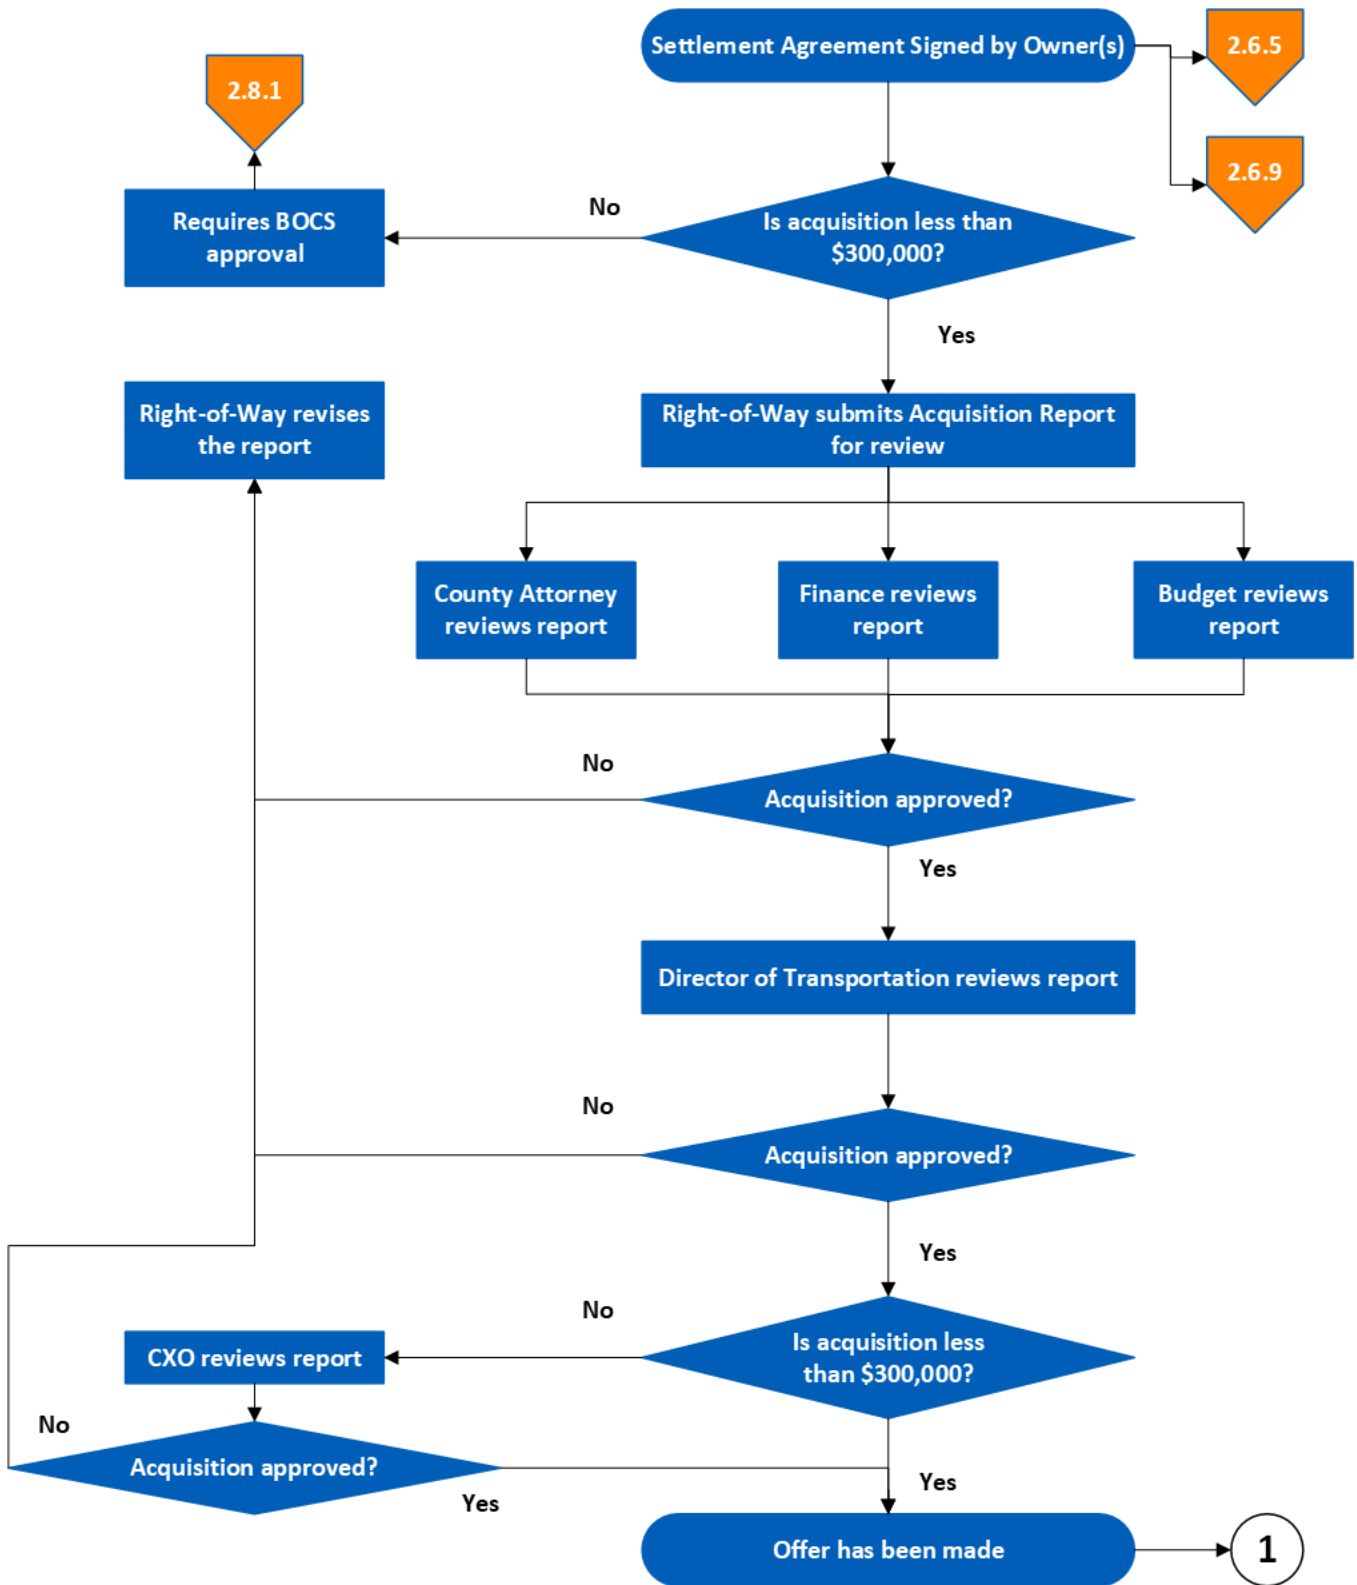 Settlement Agreement Signed by Owner(s)
2.6.5
2.8.1
2.6.9
No
Is acquisition less than
$300,000?
Requires BOCS
approval
Yes
Right-of-Way revises
the report
Right-of-Way submits Acquisition Report
for review
County Attorney
reviews report
Finance reviews
report
Budget reviews
report
No
Acquisition approved?
Yes
Director of Transportation reviews report
No
Acquisition approved?
Yes
No
Is acquisition less
than $300,000?
CXO reviews report
No
Acquisition approved?
Yes
Yes
Offer has been made
1